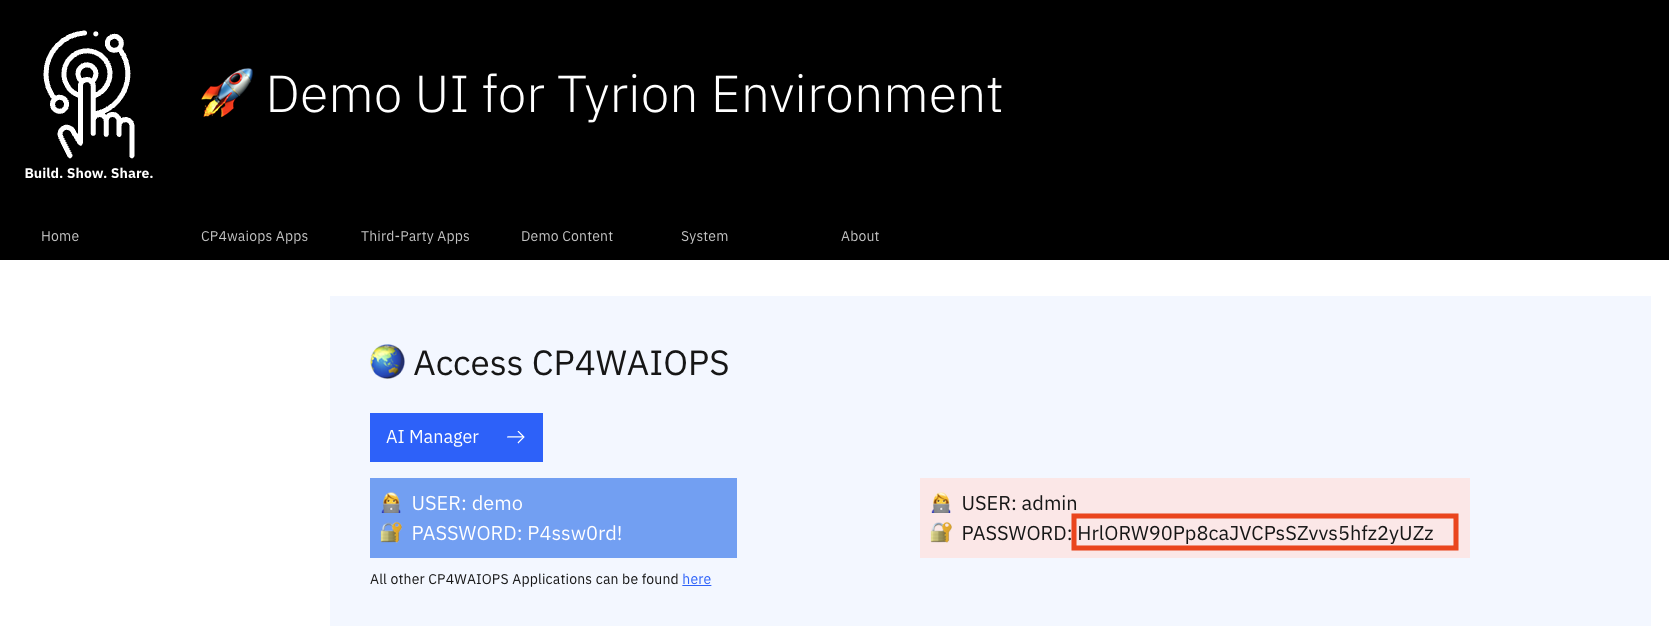 🚀 Demo UI for Tyrion Environment
Build. Show. Share.
Home CP4waiops Apps Third-Party Apps Demo Content System About
🌏 Access CP4WAIOPS
AI Manager →
USER: demo
🔐 PASSWORD: P4ssw0rd!
USER: admin
🔐 PASSWORD: HrlORW90Pp8caJVCPsSZvvs5hfz2yUZz
All other CP4WAIOPS Applications can be found here